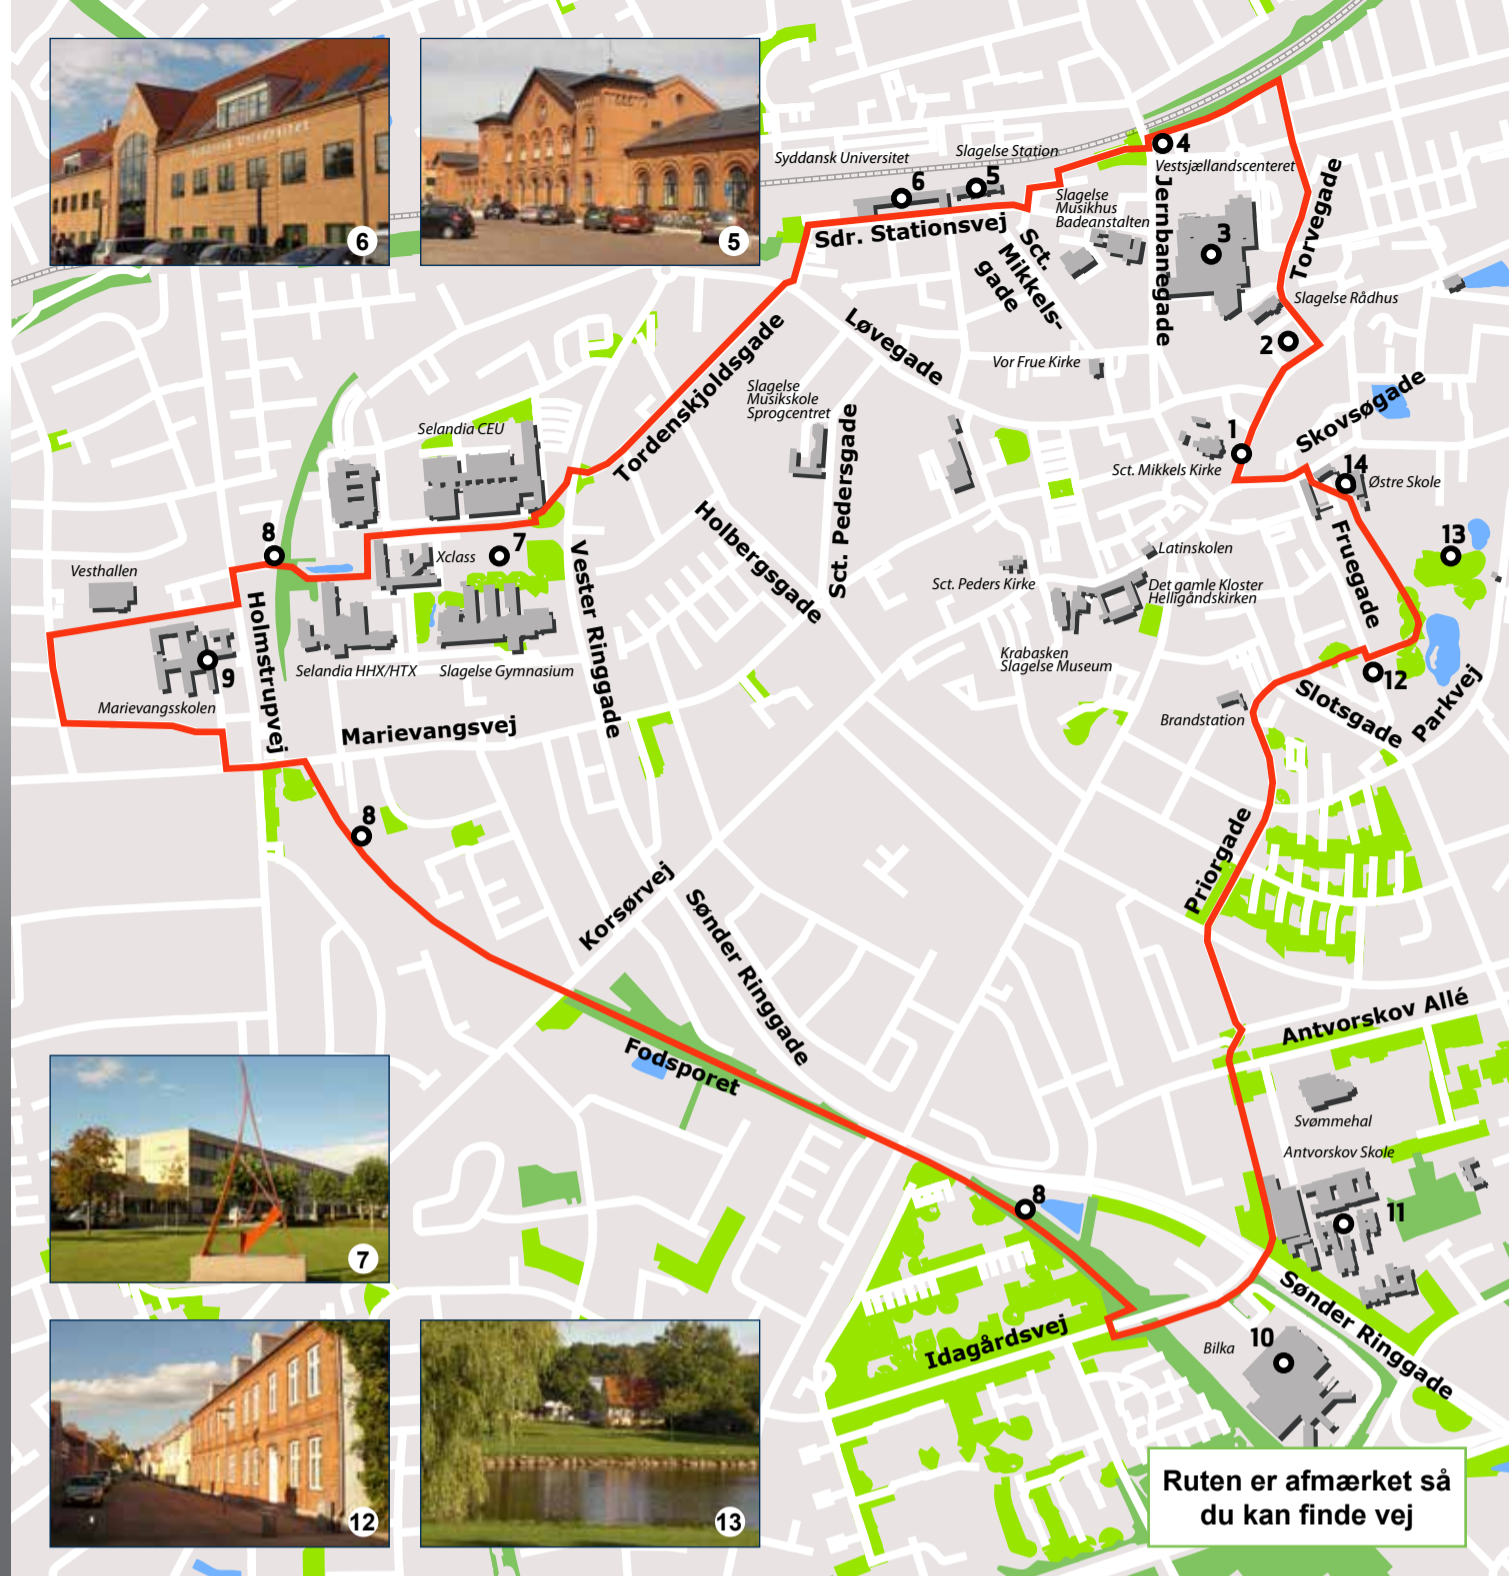 6
5
Syddansk Universitet
6
Slagelse Station
5
4
Vestsjællandscenteret
Slagelse
Musikhus
Badeanstalten
3
Jernbanegade
Torvegade
Sdr. Stationsvej
Sct.
Mikkels-
gade
Slagelse Rådhus
2
Løvegade
Vor Frue Kirke
Tordenskjoldsgade
Slagelse
Musikskole
Sprogcentret
Sct. Pedersgade
Skovsøgade
1
Sct. Mikkels Kirke
14
Østre Skole
Selandia CEU
8
Vesthallen
Xclass
7
Holbergsgade
Vester Ringgade
Latinskolen
Sct. Peders Kirke
Det gamle Kloster
Helligåndskirken
Fruegade
13
Holmstrupvej
9
Marievangsskolen
Selandia HHX/HTX
Slagelse Gymnasium
Krabasken
Slagelse Museum
12
Slotsgade
Parkvej
Brandstation
Marievangsvej
8
Priorgade
Korsørvej
Sønder Ringgade
Fodsporet
Antvorskov Allé
Svømmehal
Antvorskov Skole
11
8
7
Idagårdsvej
Sønder Ringgade
Bilka
10
12
13
Ruten er afmærket så
du kan finde vej